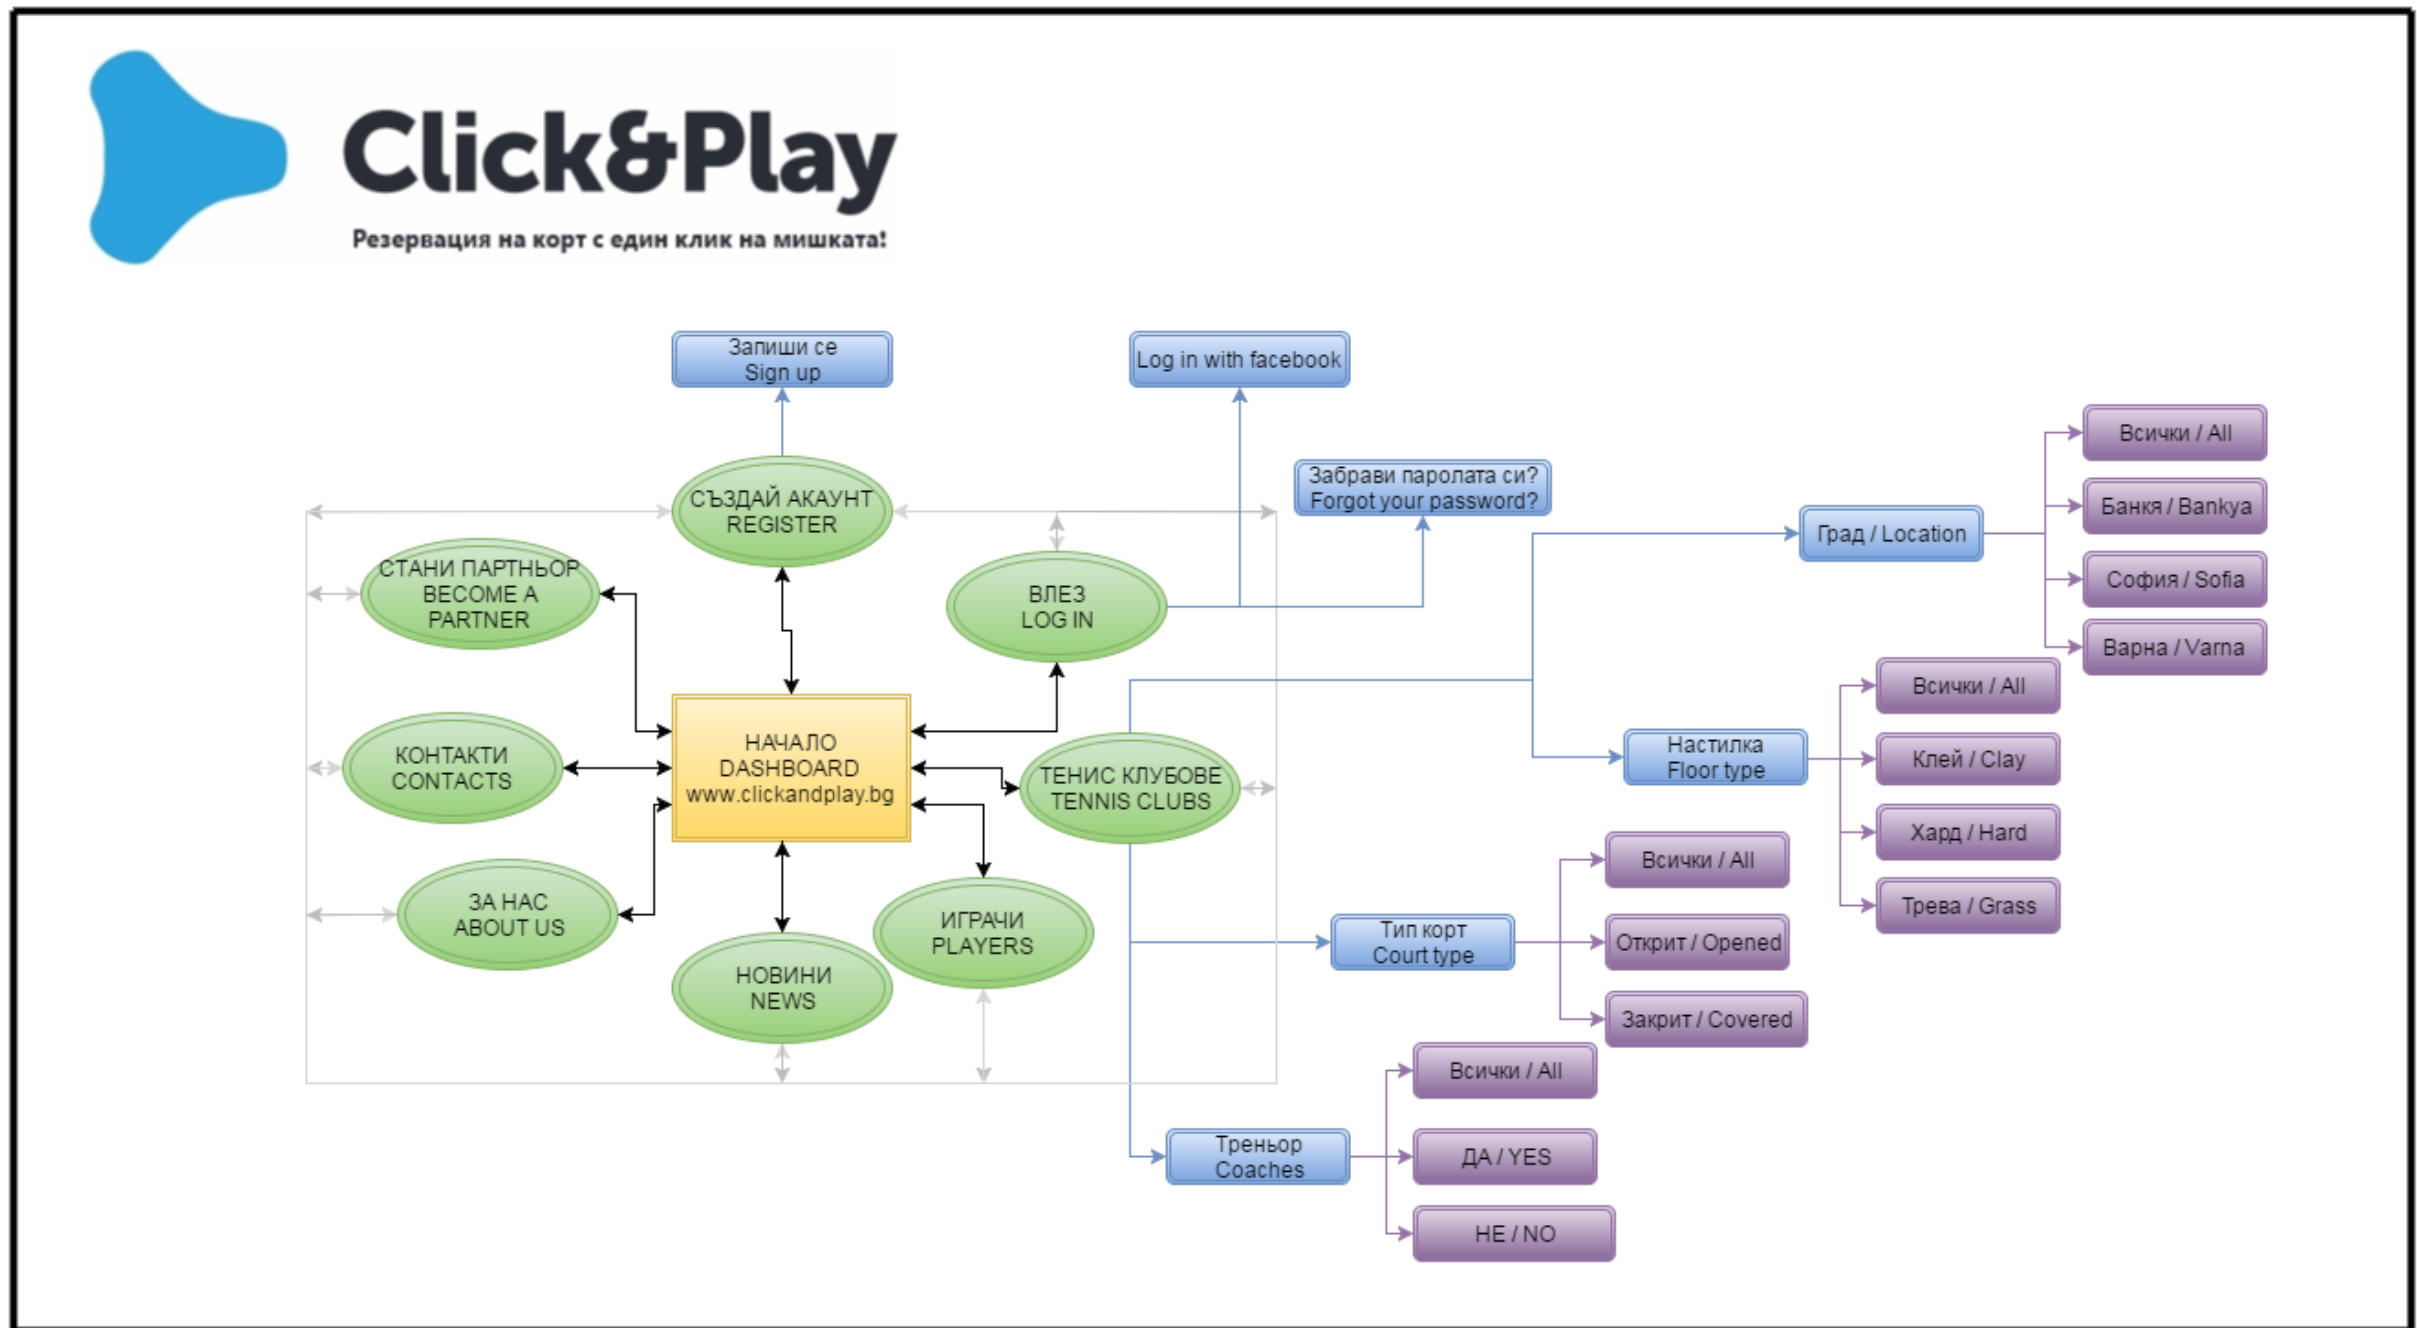 Click&Play
Резервация на корт с един клик на мишката!
Запиши се
Sign up
Log in with facebook
Забрави паролата си?
Forgot your password?
СЪЗДАЙ АКАУНТ
REGISTER
СТАНИ ПАРТНЬОР
BECOME A
PARTNER
ВЛЕЗ
LOG IN
КОНТАКТИ
CONTACTS
НАЧАЛО
DASHBOARD
www.clickandplay.bg
ТЕНИС КЛУБОВЕ
TENNIS CLUBS
ЗА НАС
ABOUT US
НОВИНИ
NEWS
ИГРАЧИ
PLAYERS
Град / Location
Всички / All
Банкя / Bankya
София / Sofia
Варна / Varna
Настилка
Floor type
Всички / All
Клей / Clay
Хард / Hard
Трева / Grass
Тип корт
Court type
Всички / All
Открит / Opened
Закрит / Covered
Треньор
Coaches
Всички / All
ДА / YES
НЕ / NO